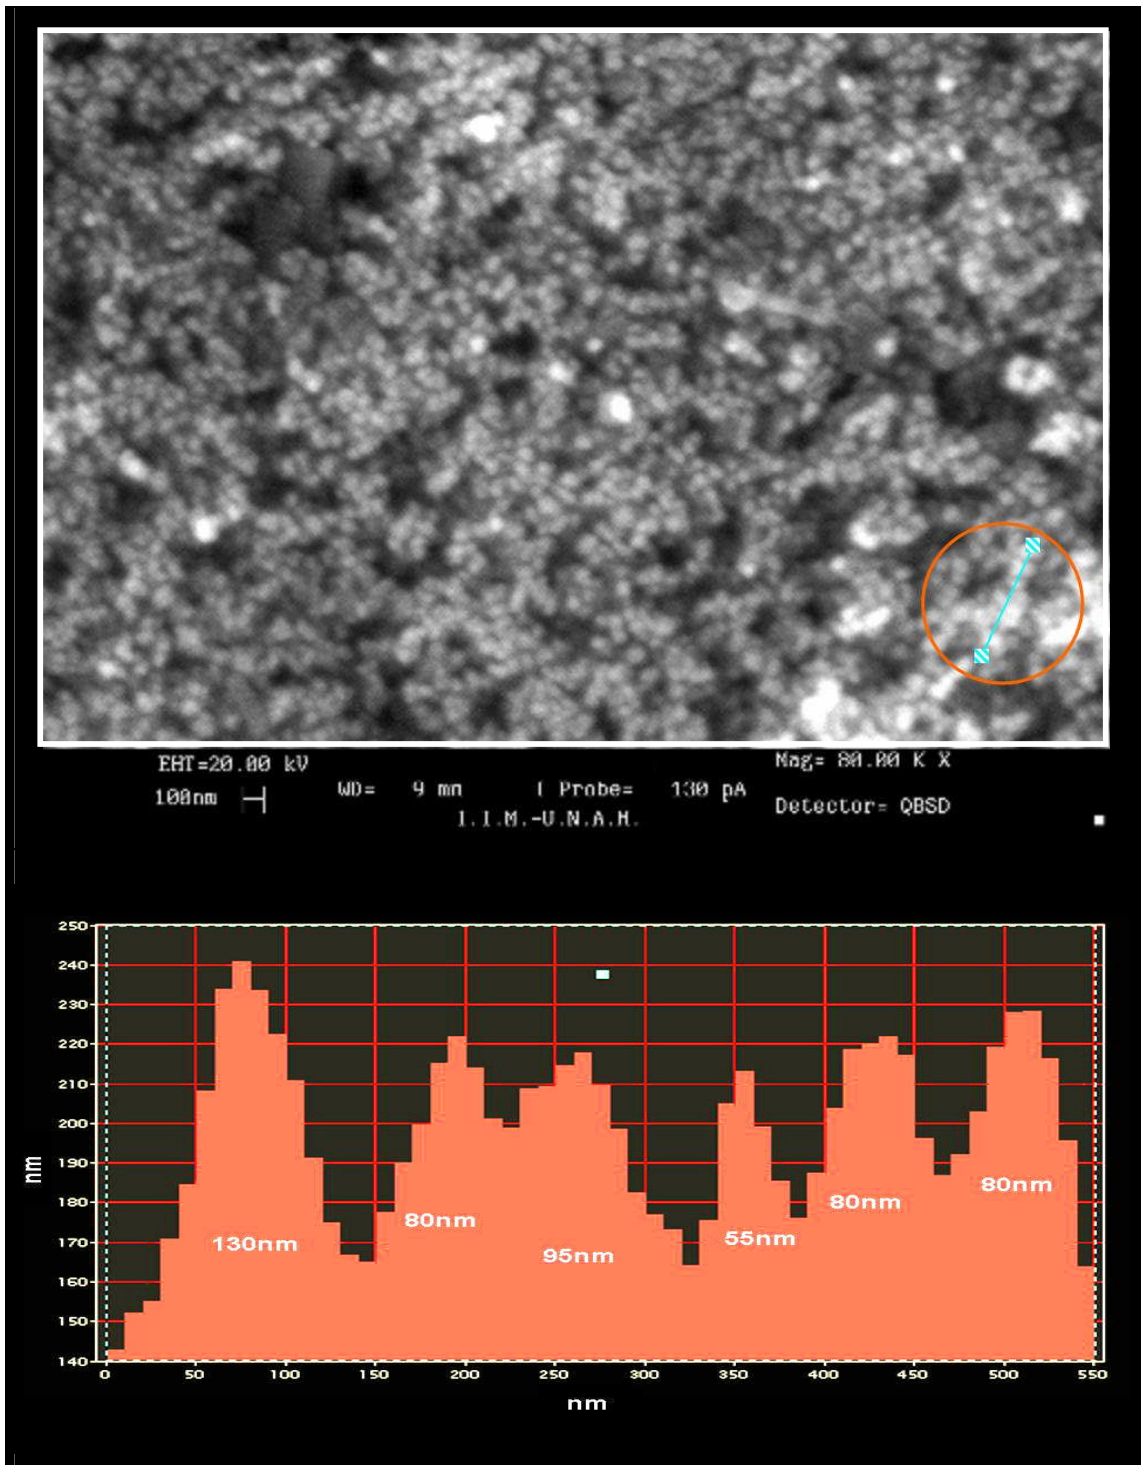 EHT=20.00 kV
Mag= 80.00 K X
100nm
WD= 9 mm
I Probe= 130 pA
Detector= QBSD
I.I.M.-U.N.A.H.
250
240
230
220
210
200
190
180
170
160
150
140
nm
130nm
80nm
95nm
55nm
80nm
80nm
0 50 100 150 200 250 300 350 400 450 500 550
nm